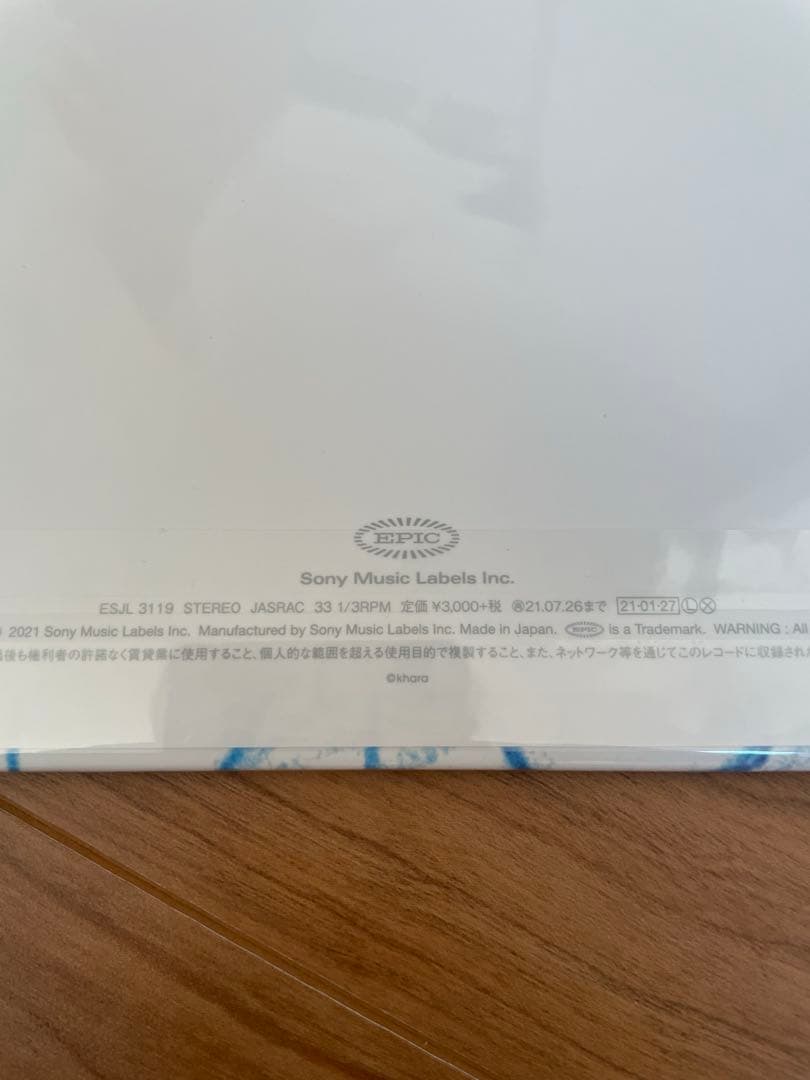 EPIC
Sony Music Labels Inc.
ESJL 3119 STEREO JASRAC 33 1/3RPM 定価 ¥3,000+税 ㋐21.07.26まで 21·01·27 Ⓛ Ⓧ
2021 Sony Music Labels Inc. Manufactured by Sony Music Labels Inc. Made in Japan. EPIC is a Trademark. WARNING : All
後も権利者の許諾なく賃貸業に使用すること、個人的な範囲を超える使用目的で複製すること、また、ネットワーク等を通じてこのレコードに収録され
©khara